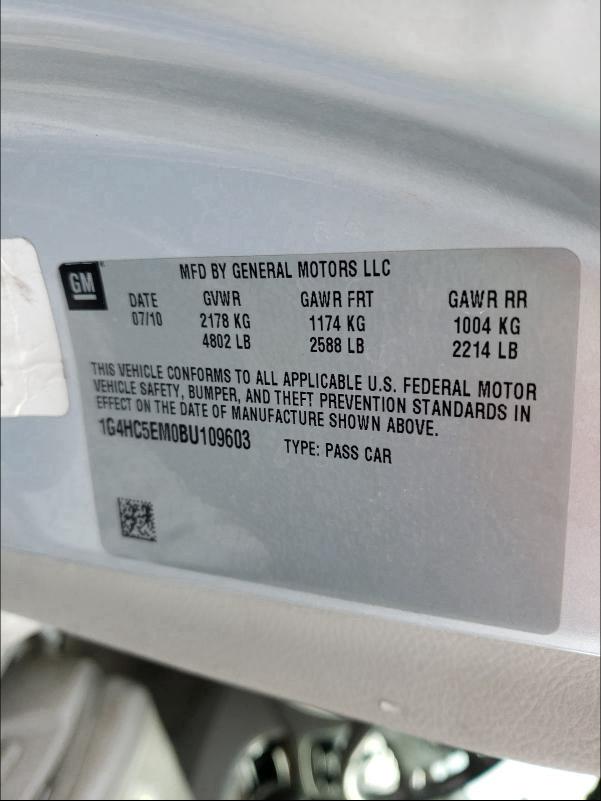 GM
MFD BY GENERAL MOTORS LLC
DATE GVWR GAWR FRT GAWR RR
07/10 2178 KG 1174 KG 1004 KG
4802 LB 2588 LB 2214 LB
THIS VEHICLE CONFORMS TO ALL APPLICABLE U.S. FEDERAL MOTOR
VEHICLE SAFETY, BUMPER, AND THEFT PREVENTION STANDARDS IN
EFFECT ON THE DATE OF MANUFACTURE SHOWN ABOVE.
1G4HC5EM0BU109603 TYPE: PASS CAR